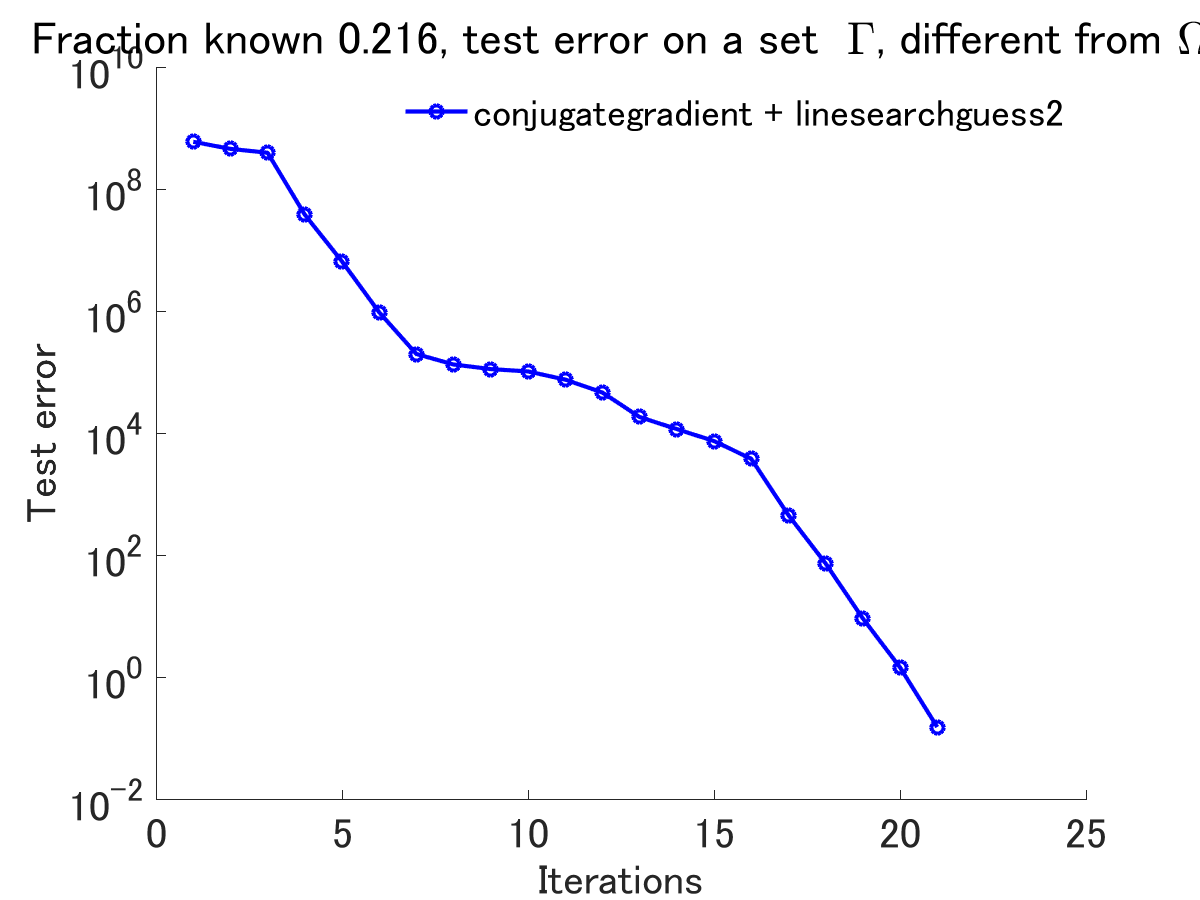 Fraction known 0.216, test error on a set Γ, different from Ω
conjugategradient + linesearchguess2
10^10
10^8
10^6
10^4
10^2
10^0
10^-2
Test error
0 5 10 15 20 25
Iterations